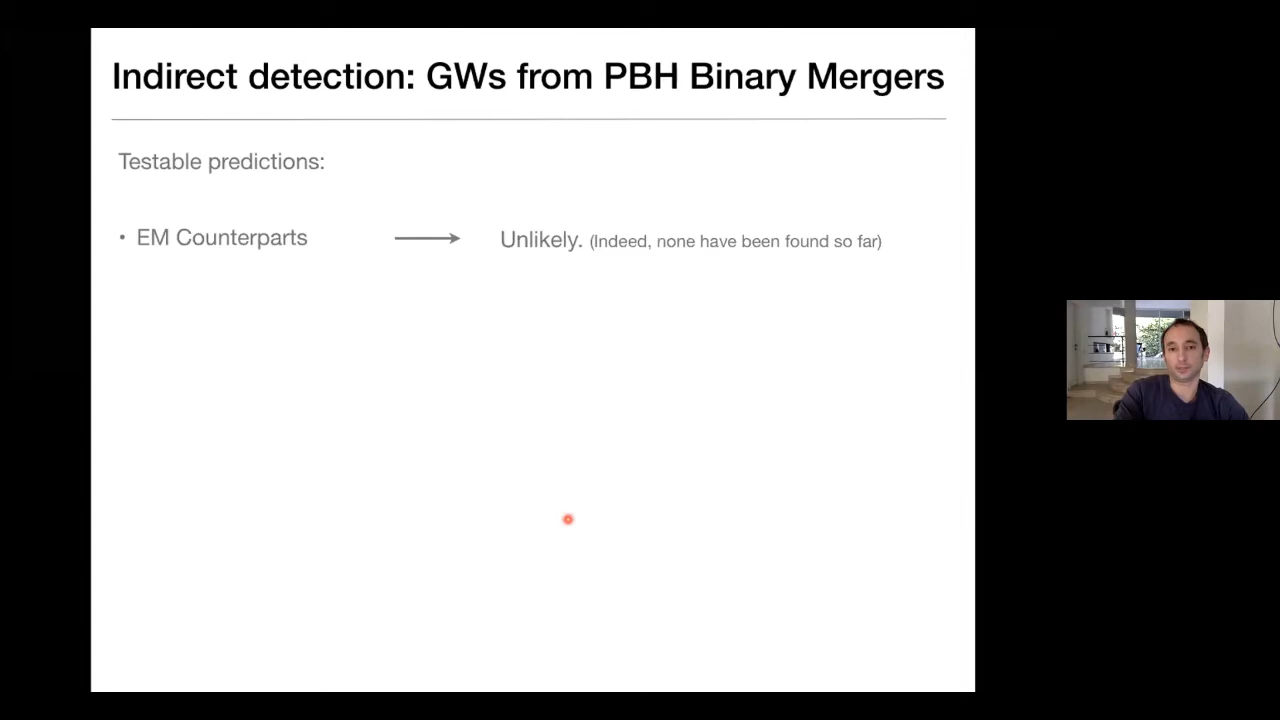 Indirect detection: GWs from PBH Binary Mergers
Testable predictions:
• EM Counterparts
Unlikely. (Indeed, none have been found so far)